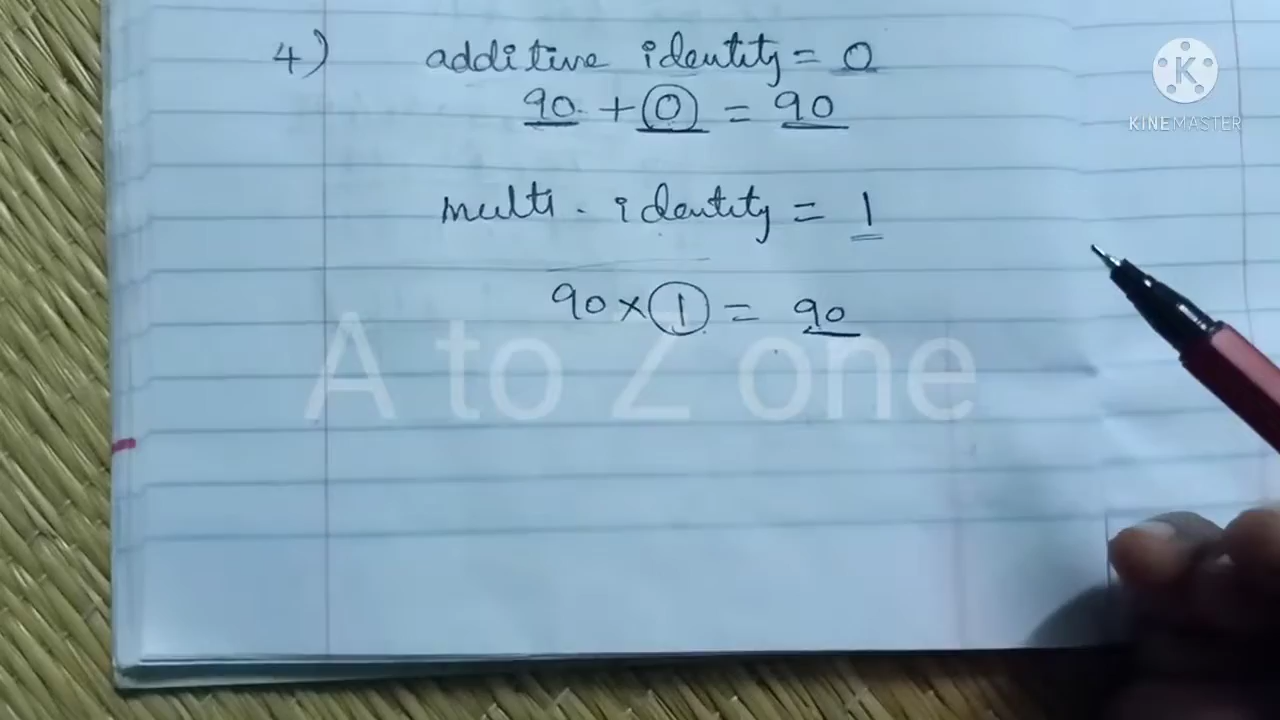 4) additive identity = 0
90 + 0 = 90
K
KINEMASTER
multi. identity = 1
90 × 1 = 90
A to Z one